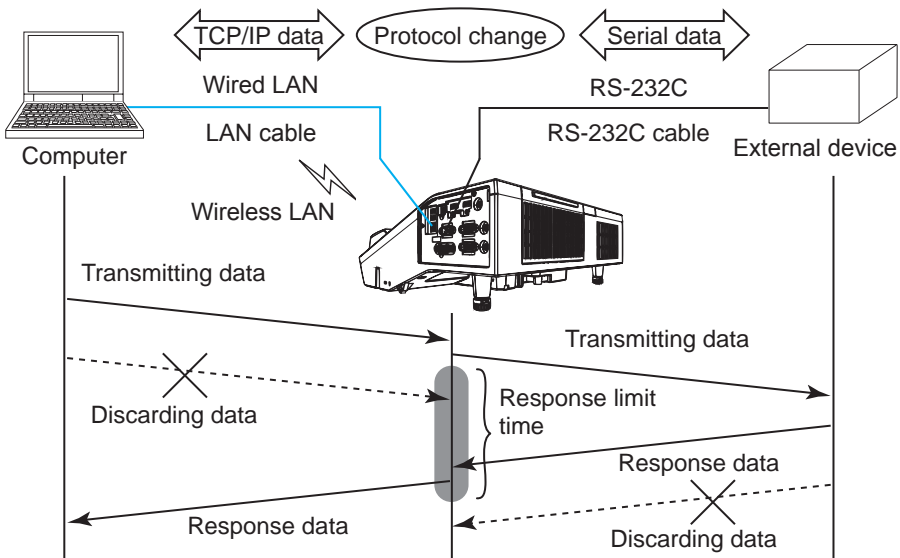 TCP/IP data
Protocol change
Serial data
Wired LAN
RS-232C
LAN cable
RS-232C cable
Computer
External device
Wireless LAN
Transmitting data
Transmitting data
Discarding data
Response limit
time
Response data
Response data
Discarding data